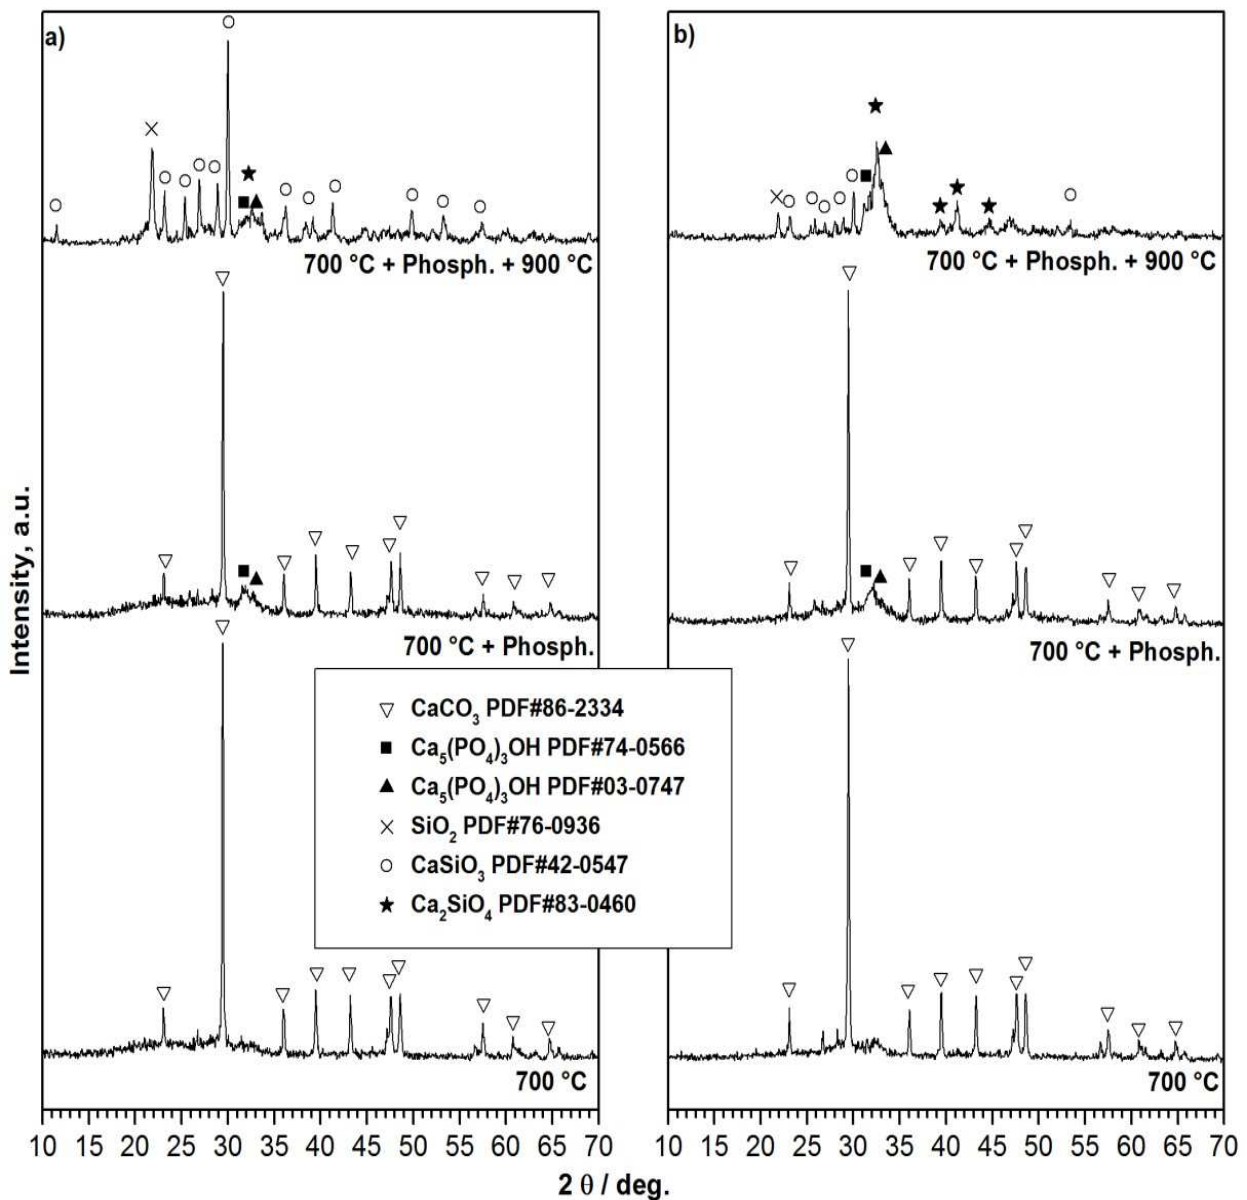 a)
700 °C + Phosph. + 900 °C
700 °C + Phosph.
700 °C
b)
700 °C + Phosph. + 900 °C
700 °C + Phosph.
700 °C
Intensity, a.u.
▽ CaCO₃ PDF#86-2334
■ Ca₅(PO₄)₃OH PDF#74-0566
▲ Ca₅(PO₄)₃OH PDF#03-0747
× SiO₂ PDF#76-0936
○ CaSiO₃ PDF#42-0547
★ Ca₂SiO₄ PDF#83-0460
10 15 20 25 30 35 40 45 50 55 60 65 70
10 15 20 25 30 35 40 45 50 55 60 65 70
2 θ / deg.